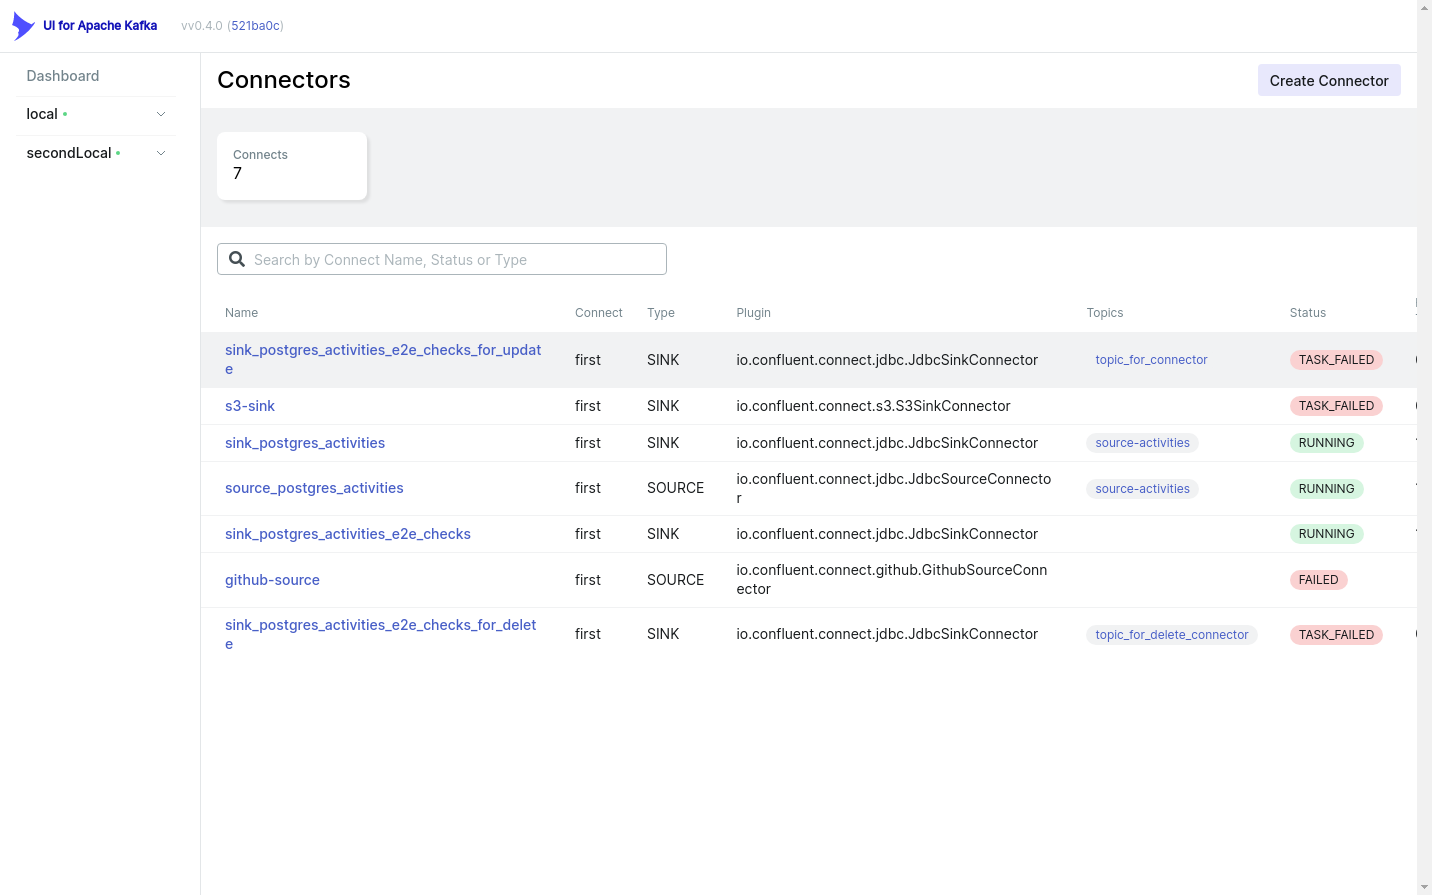 UI for Apache Kafka vv0.4.0 (521ba0c)
Dashboard
local
secondLocal
Connectors
Create Connector
Connects
7
Search by Connect Name, Status or Type
Name Connect Type Plugin Topics Status
sink_postgres_activities_e2e_checks_for_updat
e
first SINK io.confluent.connect.jdbc.JdbcSinkConnector topic_for_connector TASK_FAILED
s3-sink first SINK io.confluent.connect.s3.S3SinkConnector TASK_FAILED
sink_postgres_activities first SINK io.confluent.connect.jdbc.JdbcSinkConnector source-activities RUNNING
source_postgres_activities first SOURCE io.confluent.connect.jdbc.JdbcSourceConnecto
r
source-activities RUNNING
sink_postgres_activities_e2e_checks first SINK io.confluent.connect.jdbc.JdbcSinkConnector RUNNING
github-source first SOURCE io.confluent.connect.github.GithubSourceConn
ector
FAILED
sink_postgres_activities_e2e_checks_for_delet
e
first SINK io.confluent.connect.jdbc.JdbcSinkConnector topic_for_delete_connector TASK_FAILED